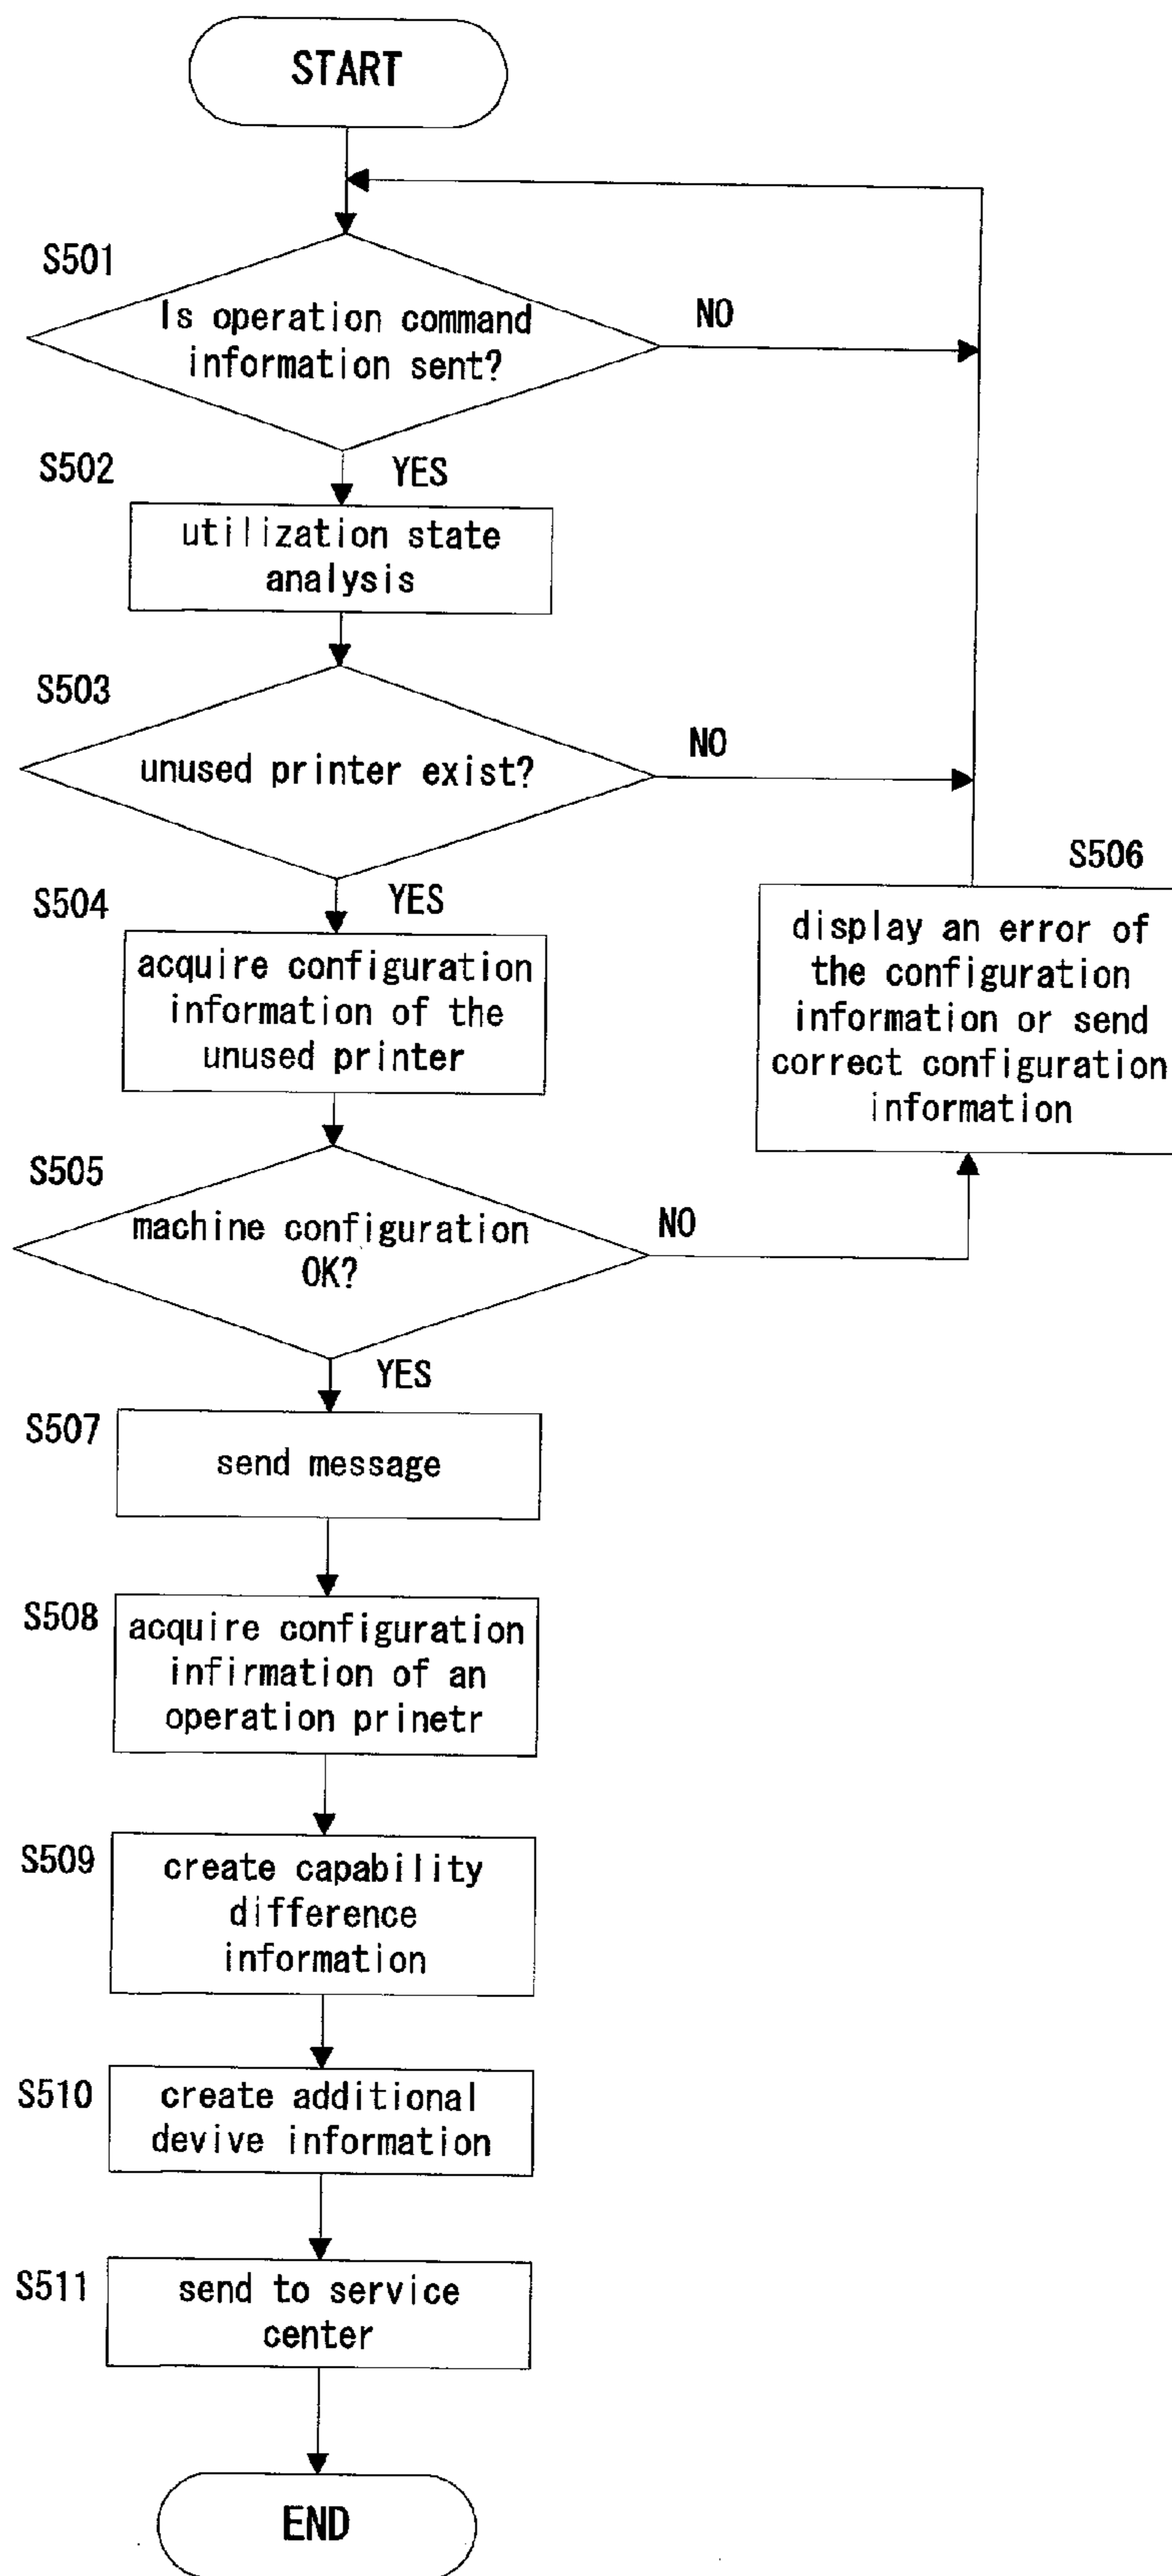 START
S501
Is operation command
information sent?
NO
YES
S502
utilization state
analysis
S503
unused printer exist?
NO
YES
S504
acquire configuration
information of the
unused printer
S506
display an error of
the configuration
information or send
correct configuration
information
S505
machine configuration
OK?
NO
YES
S507
send message
S508
acquire configuration
infirmation of an
operation prinetr
S509
create capability
difference
information
S510
create additional
devive information
S511
send to service
center
END